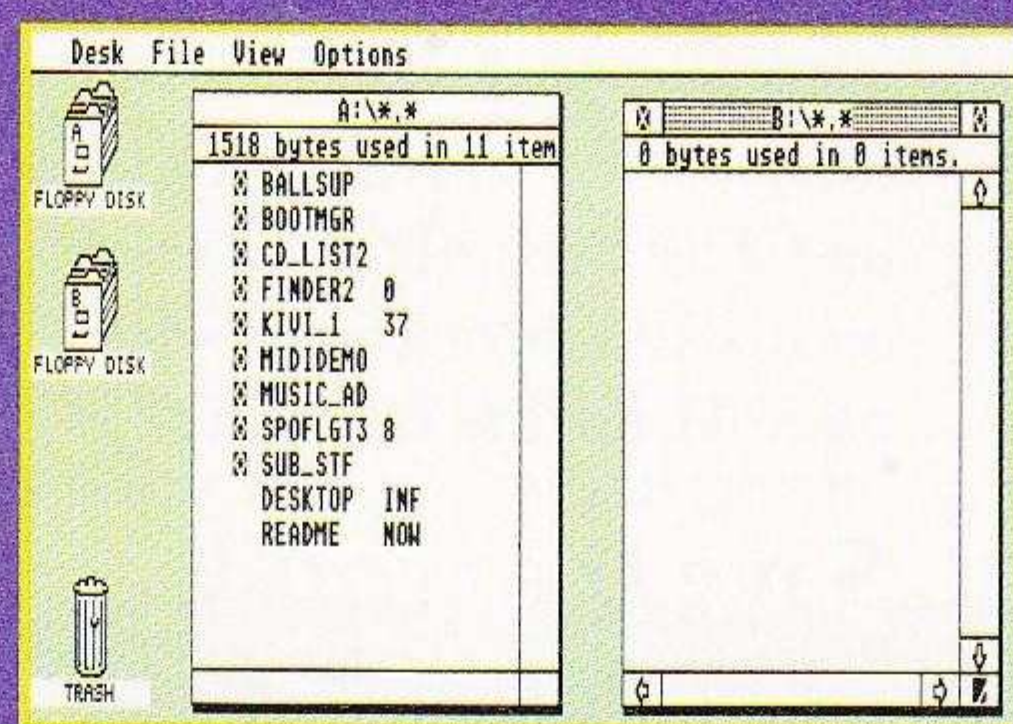 Desk File View Options
A
FLOPPY DISK
B
FLOPPY DISK
TRASH
A:\*.*
1518 bytes used in 11 item
BALLSUP
BOOTMGR
CD_LIST2
FINDER2 0
KIVI_1 37
MIDIDEMO
MUSIC_AD
SPOFLGT3 8
SUB_STF
DESKTOP INF
README NOW
B:\*.*
0 bytes used in 0 items.